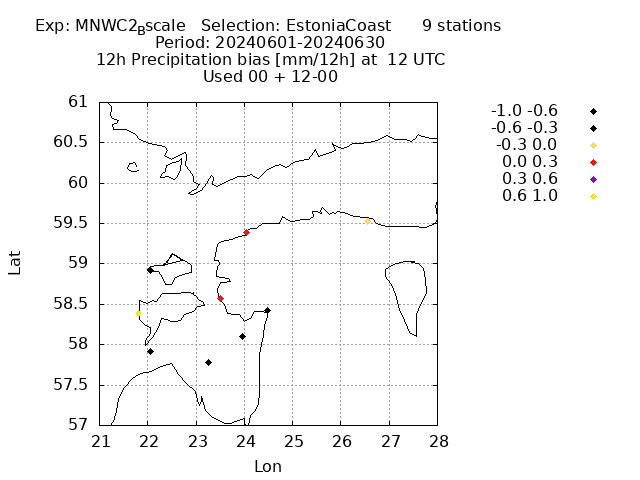 Exp: MNWC2Bscale Selection: EstoniaCoast 9 stations
Period: 20240601-20240630
12h Precipitation bias [mm/12h] at 12 UTC
Used 00 + 12-00
-1.0 -0.6
-0.6 -0.3
-0.3 0.0
0.0 0.3
0.3 0.6
0.6 1.0
61
60.5
60
59.5
59
58.5
58
57.5
57
Lat
21 22 23 24 25 26 27 28
Lon